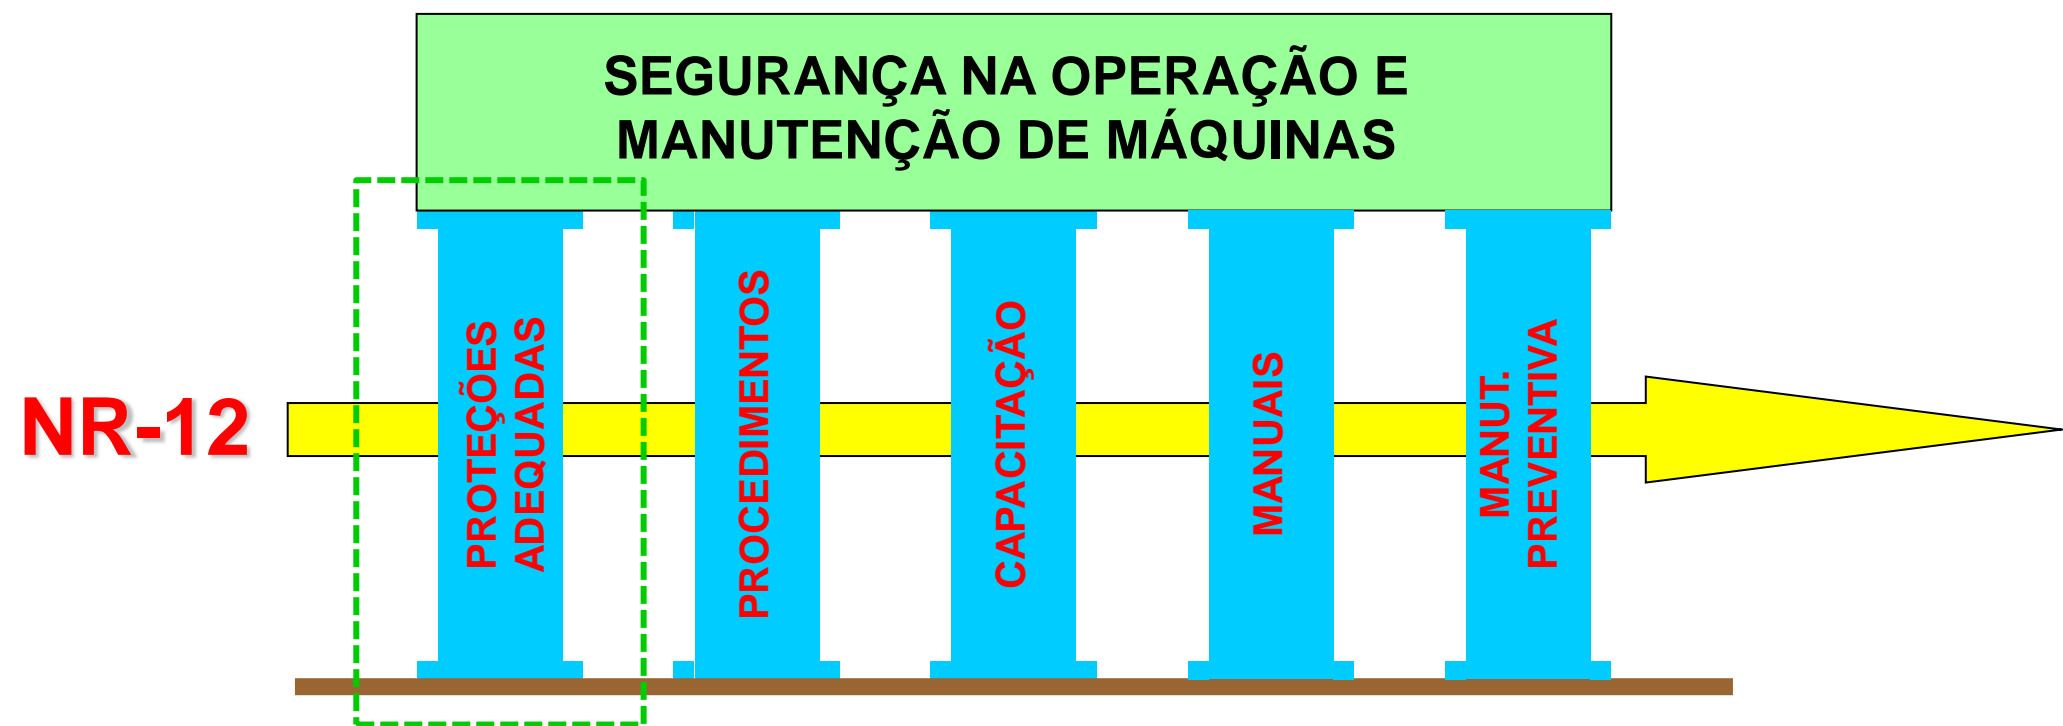 SEGURANÇA NA OPERAÇÃO E
MANUTENÇÃO DE MÁQUINAS
NR-12
PROTEÇÕES
ADEQUADAS
PROCEDIMENTOS
CAPACITAÇÃO
MANUAIS
MANUT.
PREVENTIVA